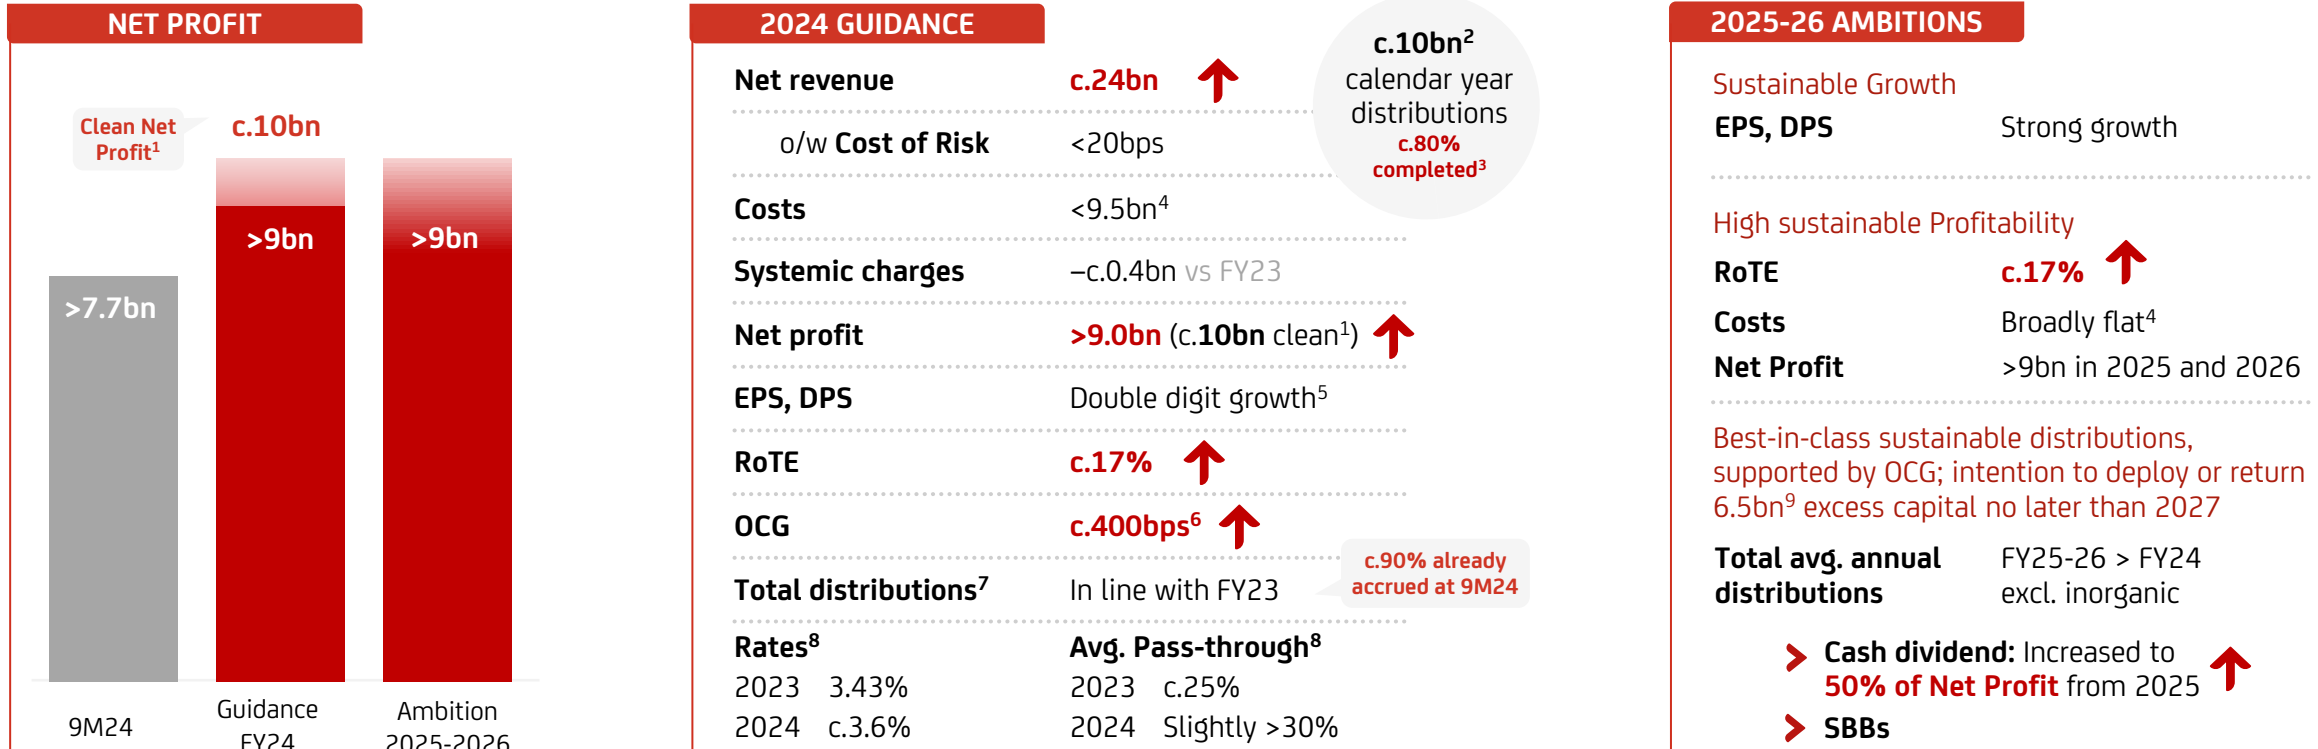 NET PROFIT
Clean Net
Profit¹
c.10bn
>7.7bn
>9bn
>9bn
9M24
Guidance
FY24
Ambition
2025-2026
2024 GUIDANCE
c.10bn²
calendar year
distributions
c.80%
completed³
Net revenue c.24bn
o/w Cost of Risk <20bps
Costs <9.5bn⁴
Systemic charges –c.0.4bn vs FY23
Net profit >9.0bn (c.10bn clean¹)
EPS, DPS Double digit growth⁵
RoTE c.17%
OCG c.400bps⁶
Total distributions⁷ In line with FY23
c.90% already
accrued at 9M24
Rates⁸ Avg. Pass-through⁸
2023 3.43% 2023 c.25%
2024 c.3.6% 2024 Slightly >30%
2025-26 AMBITIONS
Sustainable Growth
EPS, DPS Strong growth
High sustainable Profitability
RoTE c.17%
Costs Broadly flat⁴
Net Profit >9bn in 2025 and 2026
Best-in-class sustainable distributions,
supported by OCG; intention to deploy or return
6.5bn⁹ excess capital no later than 2027
Total avg. annual FY25-26 > FY24
distributions excl. inorganic
Cash dividend: Increased to
50% of Net Profit from 2025
SBBs